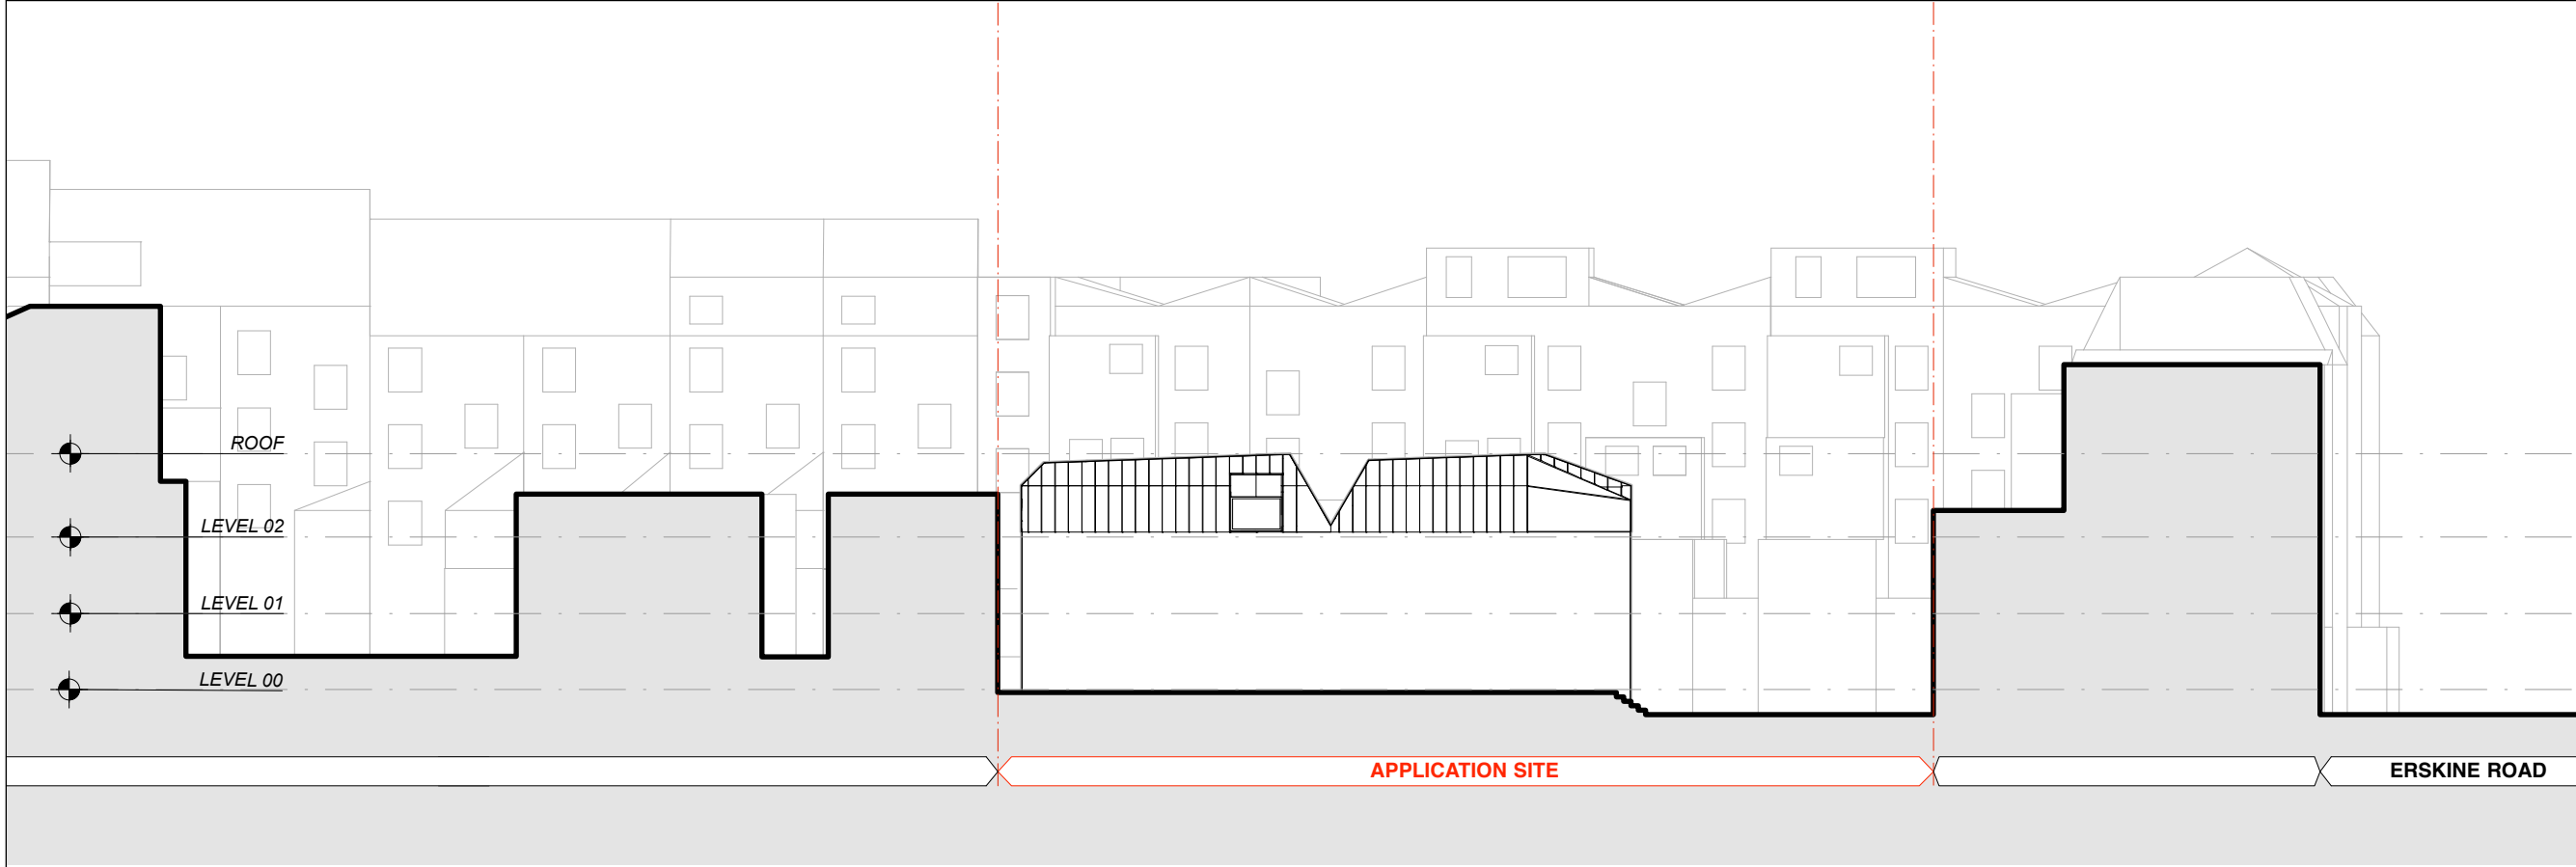 ROOF
LEVEL 02
LEVEL 01
LEVEL 00
APPLICATION SITE
ERSKINE ROAD